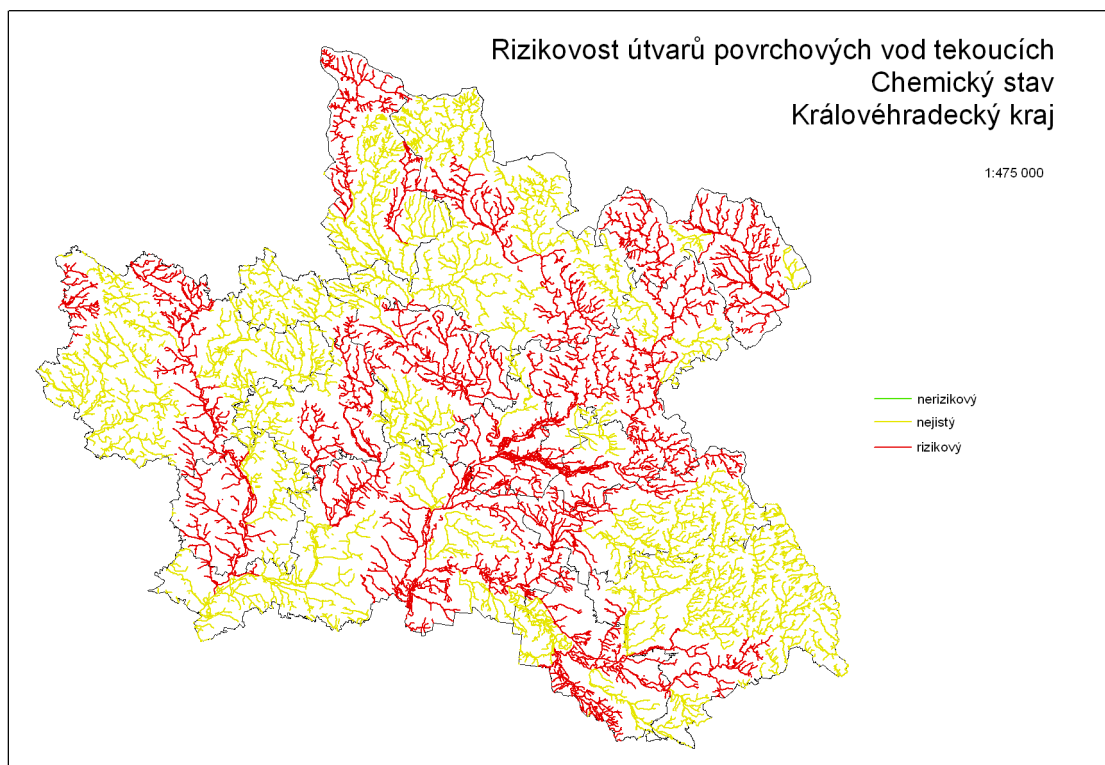 Rizikovost útvarů povrchových vod tekoucích
Chemický stav
Královéhradecký kraj
1:475 000
nerizikový
nejistý
rizikový